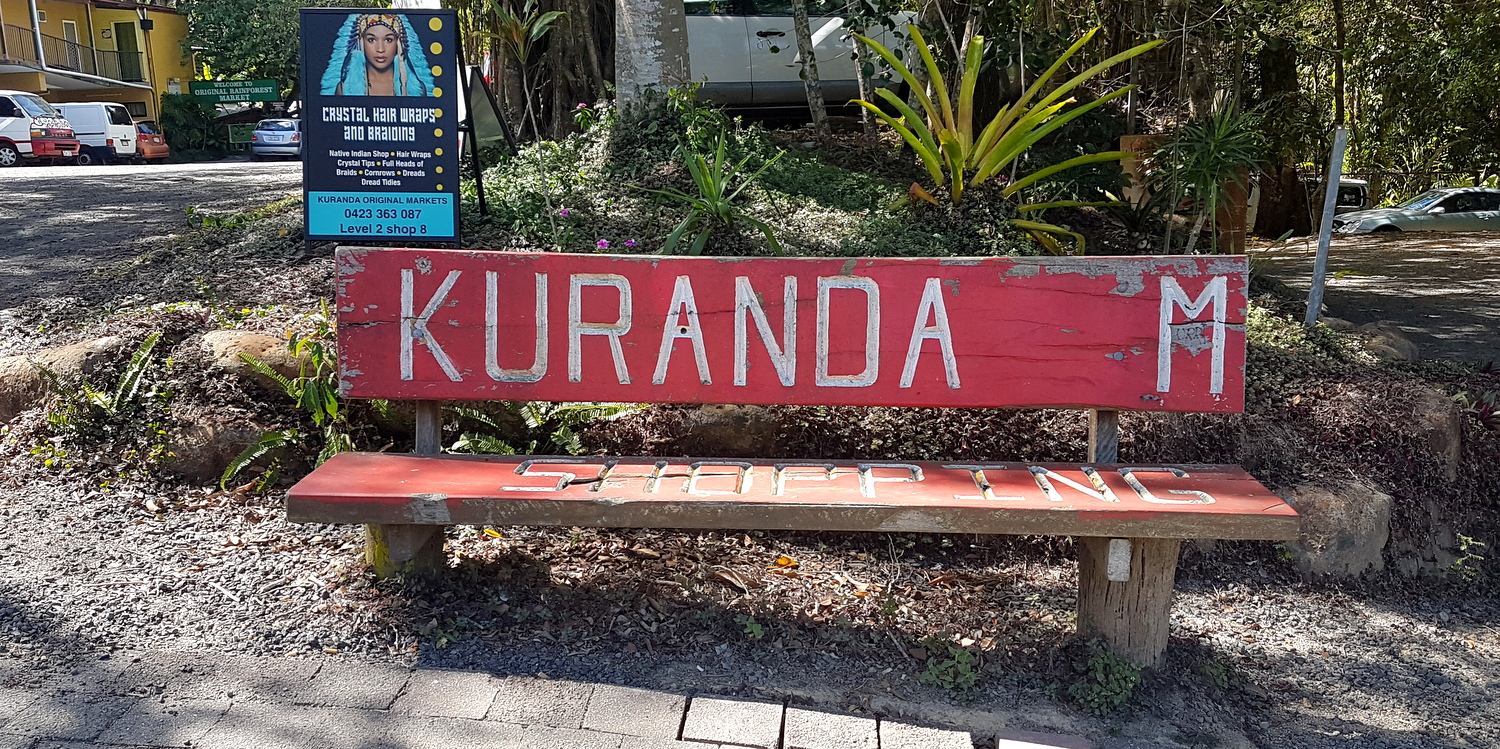 WELCOME
ORIGINAL RAINFOREST
MARKET
CRYSTAL HAIR WRAPS
AND BRAIDING
Native Indian Shop • Hair Wraps
Crystal Tips • Full Heads of
Braids • Cornrows • Dreads
Dread Tidies
KURANDA ORIGINAL MARKETS
0423 363 087
Level 2 shop 8
KURANDA M
SHOPPING